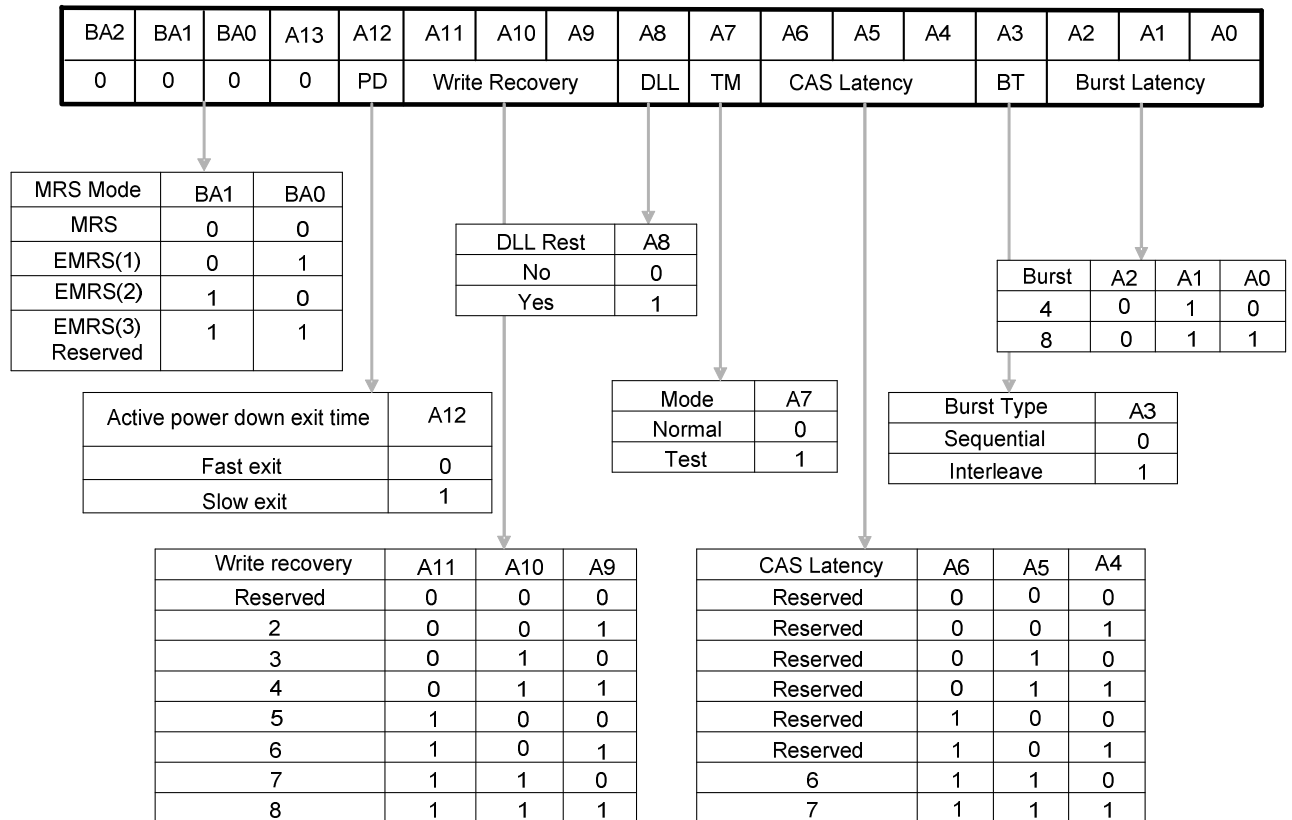 BA2 BA1 BA0 A13 A12 A11 A10 A9 A8 A7 A6 A5 A4 A3 A2 A1 A0
0 0 0 0 PD Write Recovery DLL TM CAS Latency BT Burst Latency
MRS Mode BA1 BA0
MRS 0 0
EMRS(1) 0 1
EMRS(2) 1 0
EMRS(3) 1 1
Reserved
DLL Rest A8
No 0
Yes 1
Burst A2 A1 A0
4 0 1 0
8 0 1 1
Active power down exit time A12
Fast exit 0
Slow exit 1
Mode A7
Normal 0
Test 1
Burst Type A3
Sequential 0
Interleave 1
Write recovery A11 A10 A9
Reserved 0 0 0
2 0 0 1
3 0 1 0
4 0 1 1
5 1 0 0
6 1 0 1
7 1 1 0
8 1 1 1
CAS Latency A6 A5 A4
Reserved 0 0 0
Reserved 0 0 1
Reserved 0 1 0
Reserved 0 1 1
Reserved 1 0 0
Reserved 1 0 1
6 1 1 0
7 1 1 1